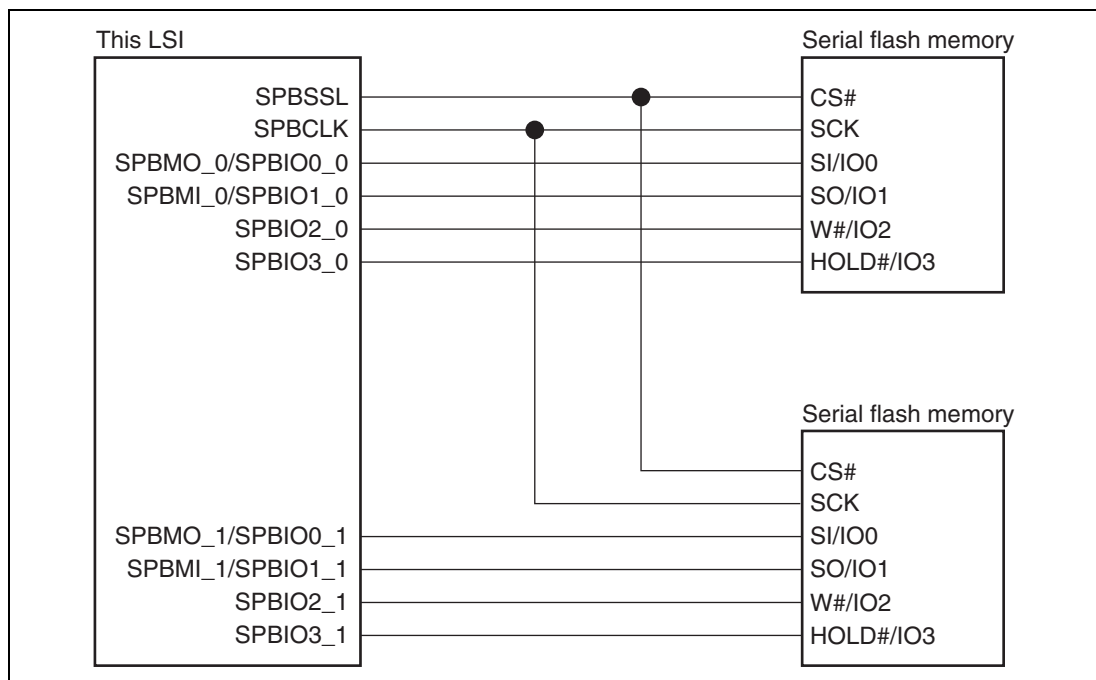 This LSI
SPBSSL
SPBCLK
SPBMO_0/SPBIO0_0
SPBMI_0/SPBIO1_0
SPBIO2_0
SPBIO3_0
SPBMO_1/SPBIO0_1
SPBMI_1/SPBIO1_1
SPBIO2_1
SPBIO3_1
Serial flash memory
CS#
SCK
SI/IO0
SO/IO1
W#/IO2
HOLD#/IO3
Serial flash memory
CS#
SCK
SI/IO0
SO/IO1
W#/IO2
HOLD#/IO3